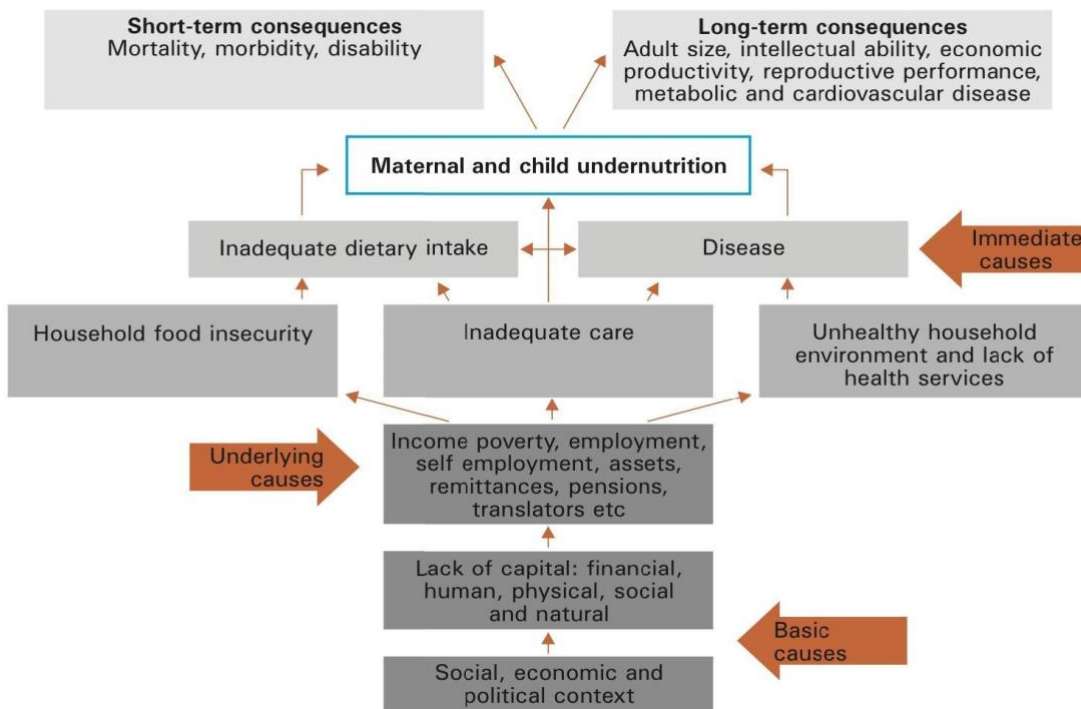 Short-term consequences
Mortality, morbidity, disability
Long-term consequences
Adult size, intellectual ability, economic
productivity, reproductive performance,
metabolic and cardiovascular disease
Maternal and child undernutrition
Inadequate dietary intake
Disease
Immediate
causes
Household food insecurity
Inadequate care
Unhealthy household
environment and lack of
health services
Underlying
causes
Income poverty, employment,
self employment, assets,
remittances, pensions,
translators etc
Lack of capital: financial,
human, physical, social
and natural
Basic
causes
Social, economic and
political context